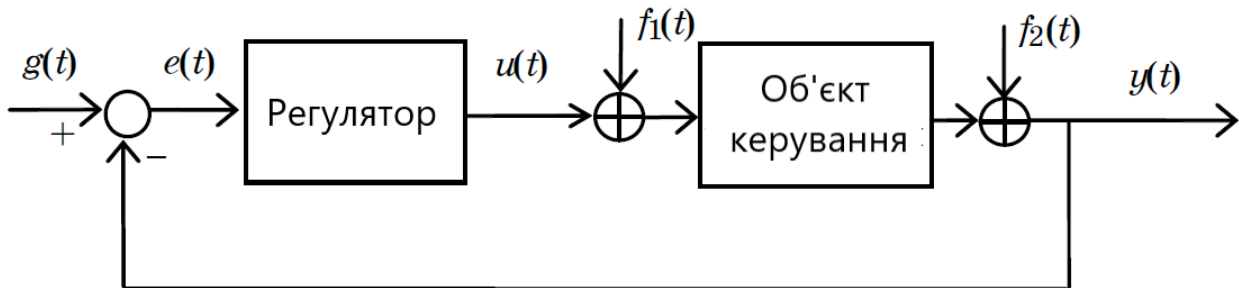 g(t)
e(t)
Регулятор
u(t)
f1(t)
Об'єкт
керування
f2(t)
y(t)
+
−